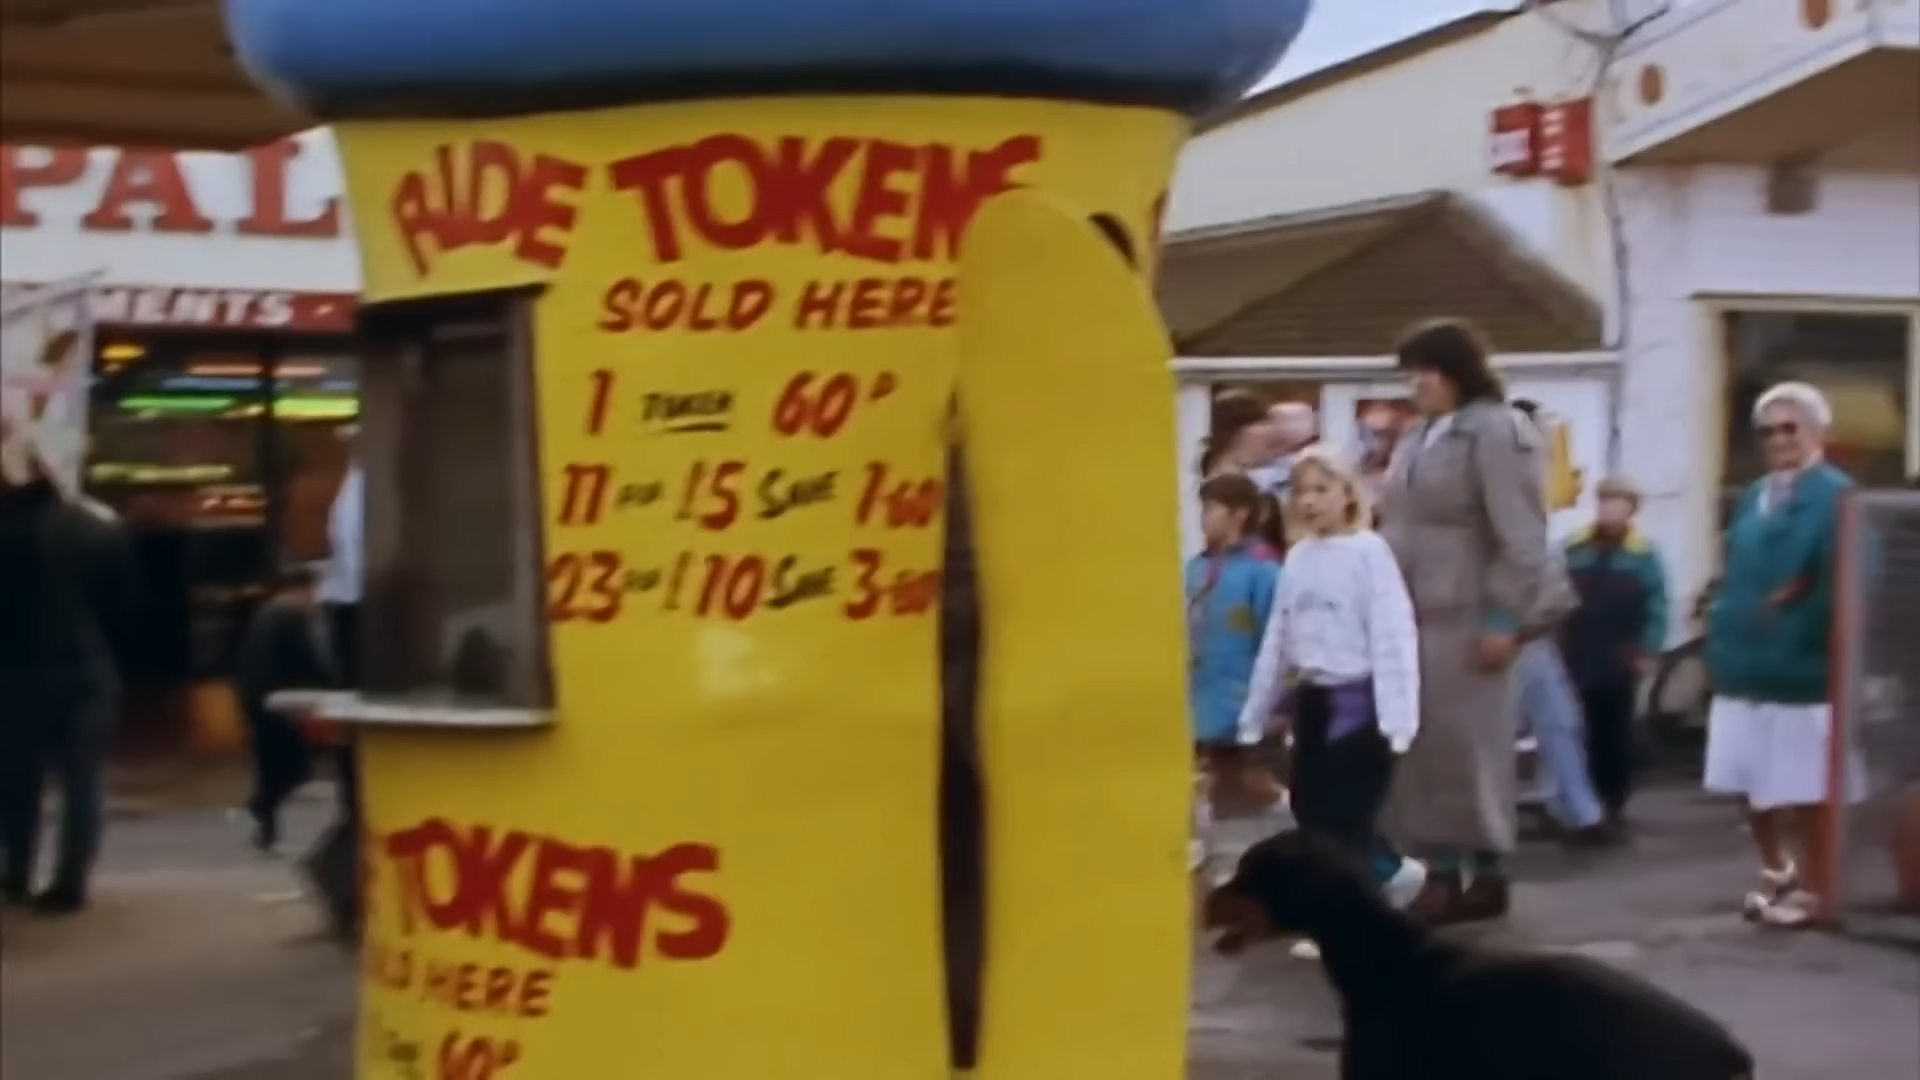 PAL
MENTS
RIDE TOKENS
SOLD HERE
1 TOKEN 60P
11 FOR £5 SAVE 1-60
23 FOR £10 SAVE 3-80
TOKENS
LD HERE
60P